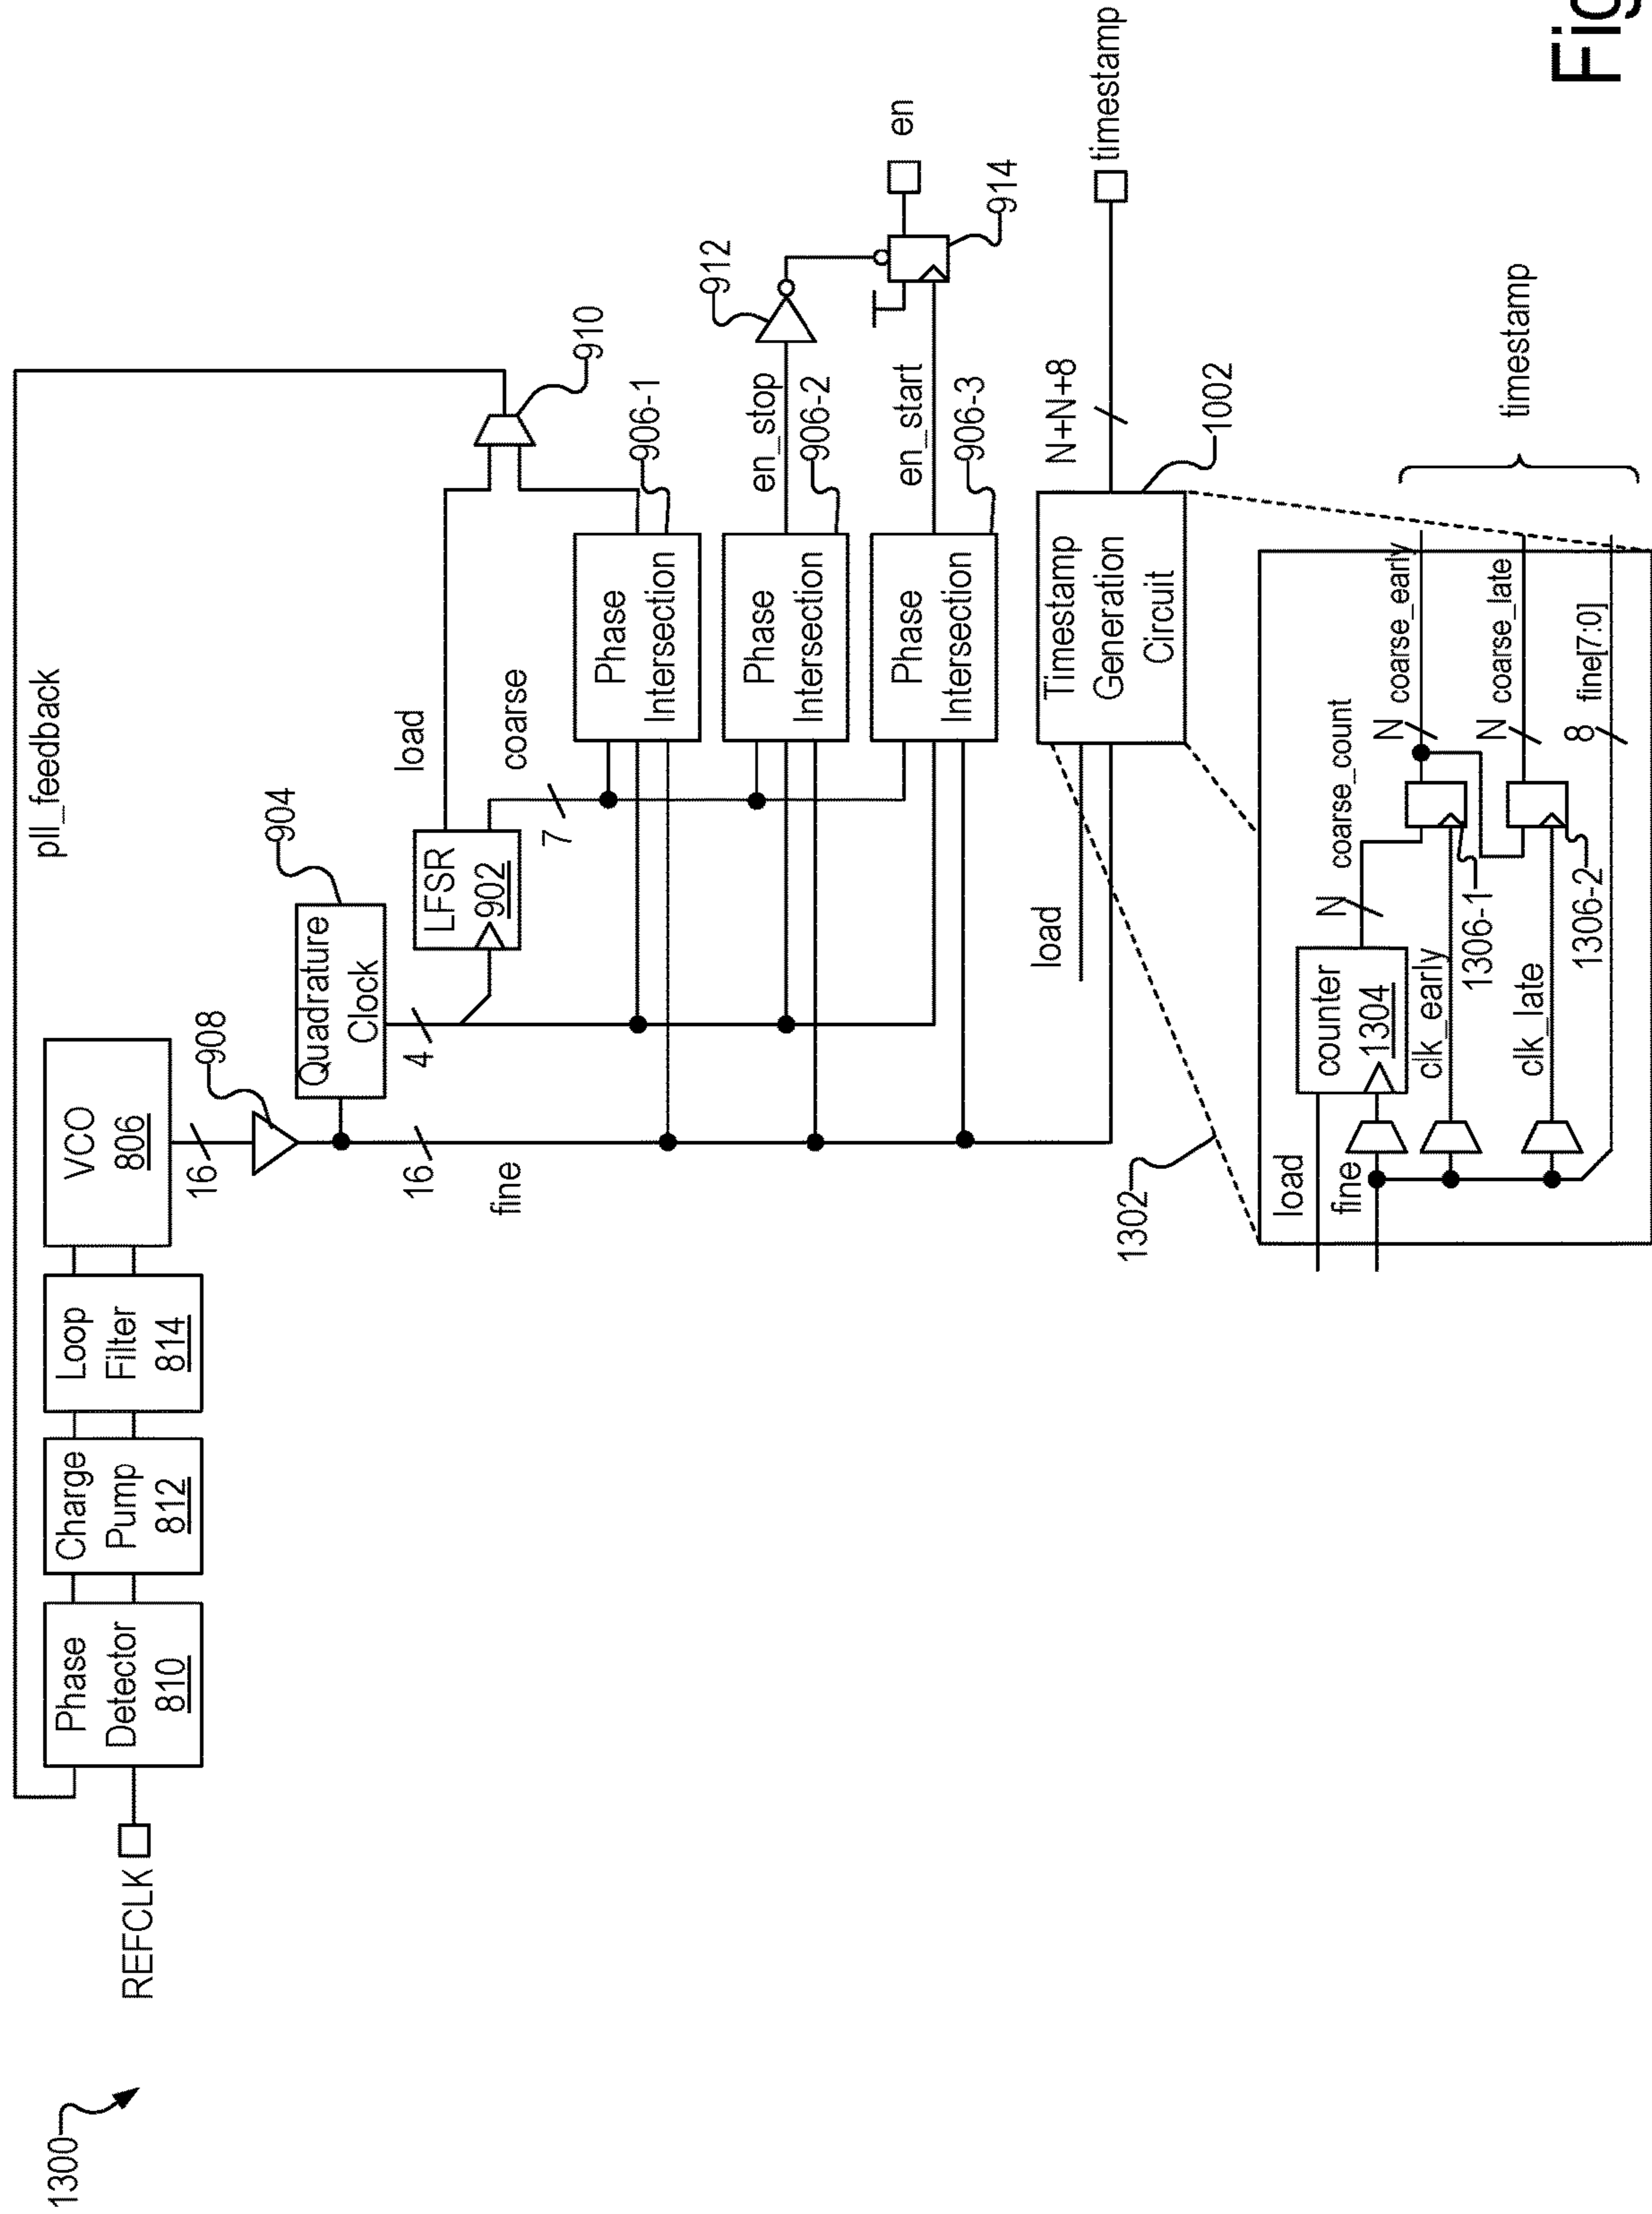 1300
pll_feedback
REFCLK
Phase
Detector
810
Charge
Pump
812
Loop
Filter
814
VCO
806
16
908
16
fine
Quadrature
Clock
904
4
LFSR
902
load
coarse
7
910
Phase
Intersection
906-1
Phase
Intersection
906-2
en_stop
912
Phase
Intersection
906-3
en_start
914
en
load
Timestamp
Generation
Circuit
1002
N+N+8
timestamp
1302
load
fine
counter
1304
N
coarse_count
clk_early
1306-1
N
coarse_early
clk_late
1306-2
N
coarse_late
8
fine[7:0]
timestamp